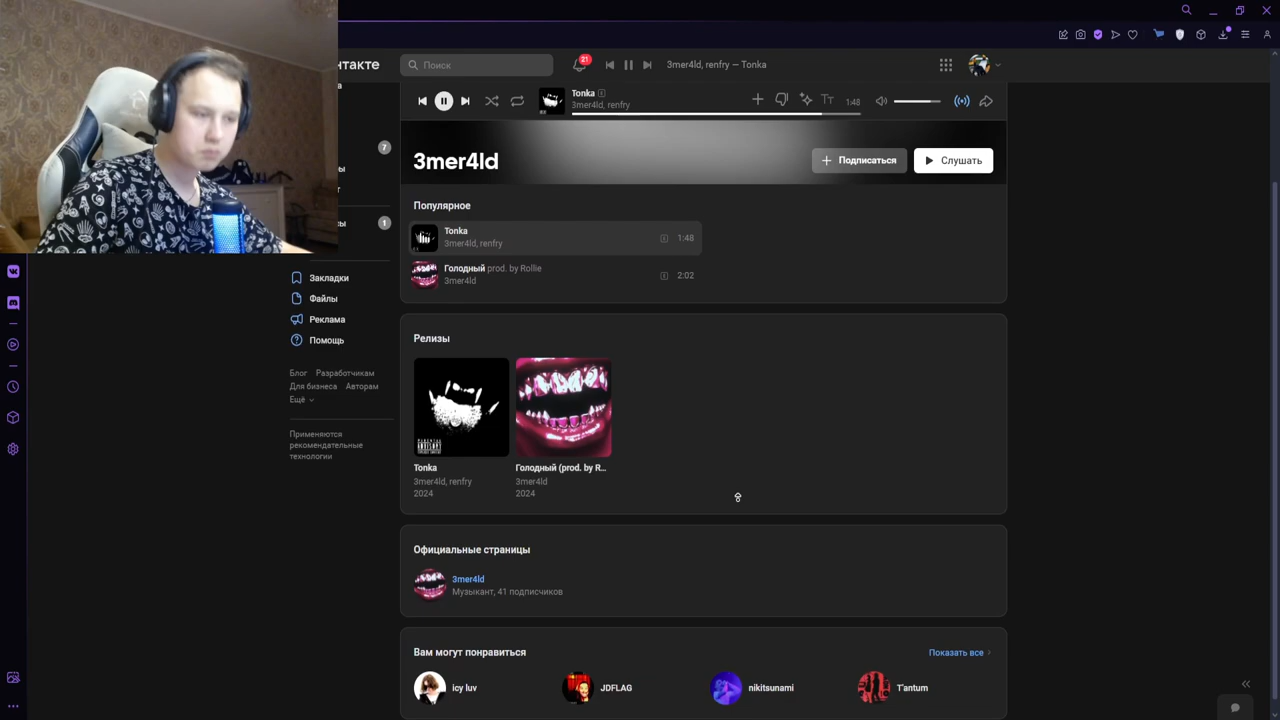 нтакте
Поиск
21
3mer4ld, renfry — Tonka
Tonka E
3mer4ld, renfry
Tт
1:48
3mer4ld
Подписаться
Слушать
7
1
Популярное
Tonka
3mer4ld, renfry
E
1:48
Голодный prod. by Rollie
3mer4ld
E
2:02
Закладки
Файлы
Реклама
Помощь
Блог Разработчикам
Для бизнеса Авторам
Ещё
Применяются
рекомендательные
технологии
Релизы
Tonka
3mer4ld, renfry
2024
Голодный (prod. by R...
3mer4ld
2024
Официальные страницы
3mer4ld
Музыкант, 41 подписчиков
Вам могут понравиться
Показать все
icy luv
JDFLAG
nikitsunami
T'antum